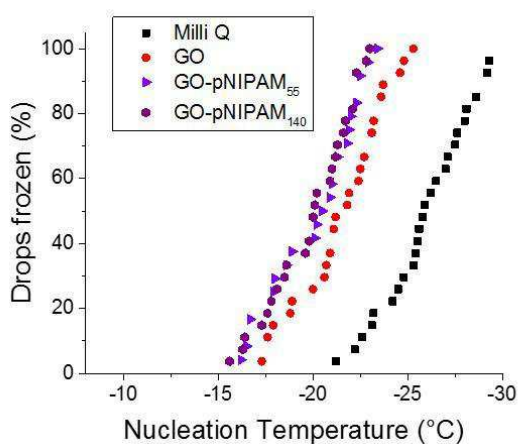 Milli Q
GO
GO-pNIPAM55
GO-pNIPAM140
100
80
60
40
20
0
Drops frozen (%)
-10
-15
-20
-25
-30
Nucleation Temperature (°C)